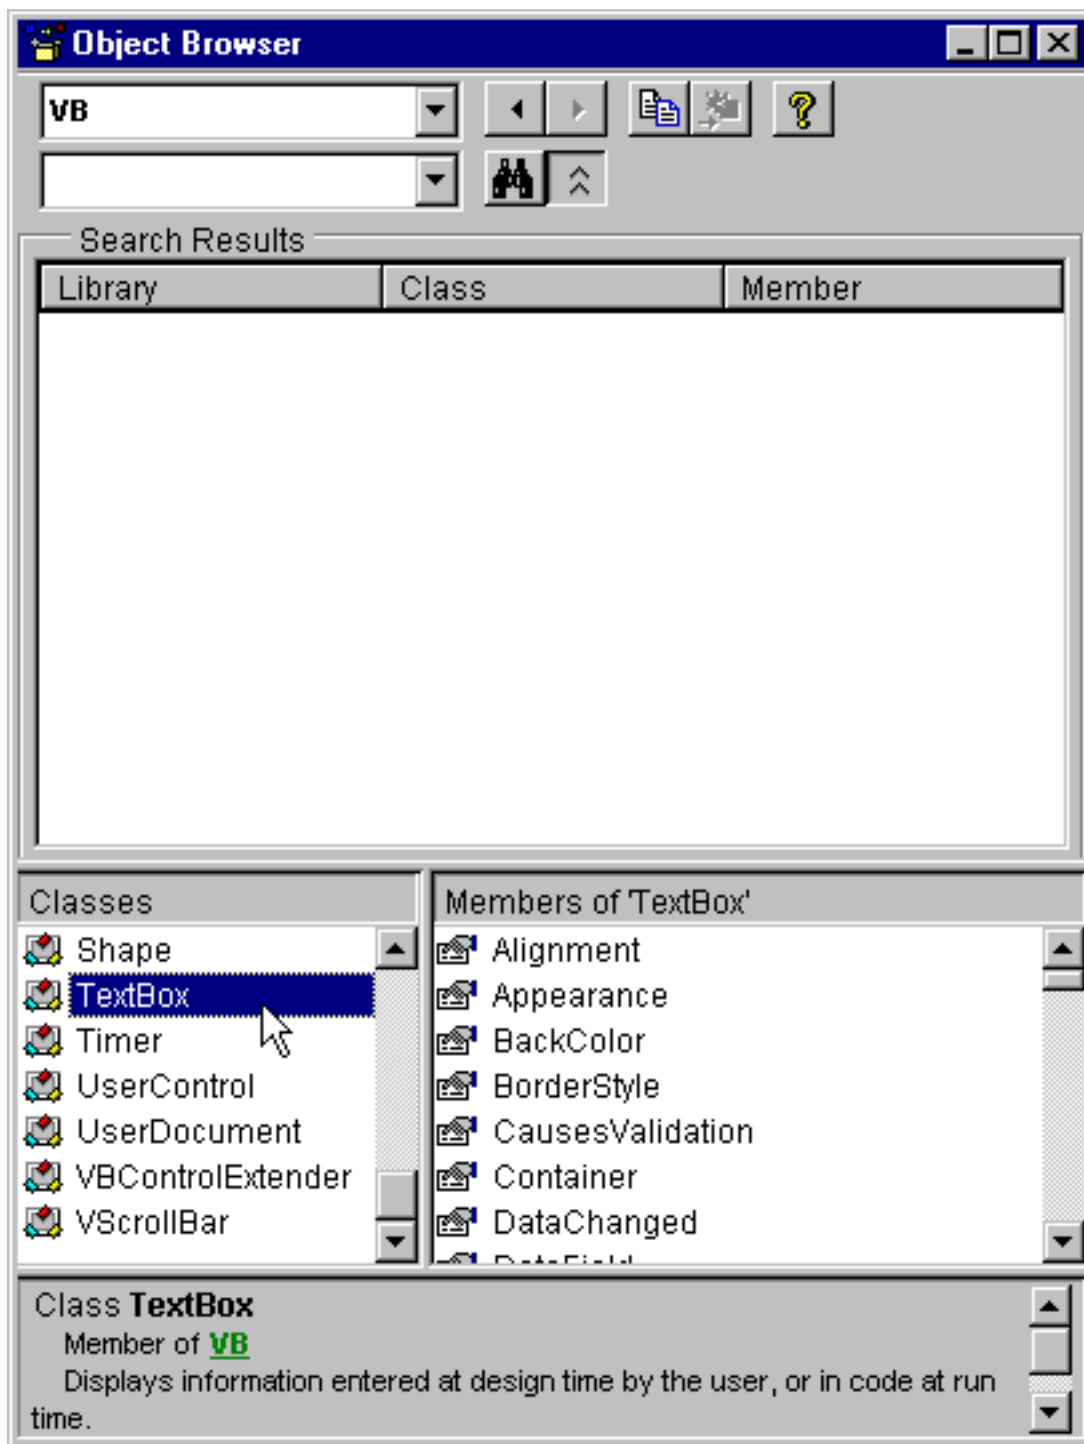 Object Browser
VB
Search Results
Library Class Member
Classes
Shape
TextBox
Timer
UserControl
UserDocument
VBControlExtender
VScrollBar
Members of 'TextBox'
Alignment
Appearance
BackColor
BorderStyle
CausesValidation
Container
DataChanged
DataField
Class TextBox
Member of VB
Displays information entered at design time by the user, or in code at run
time.